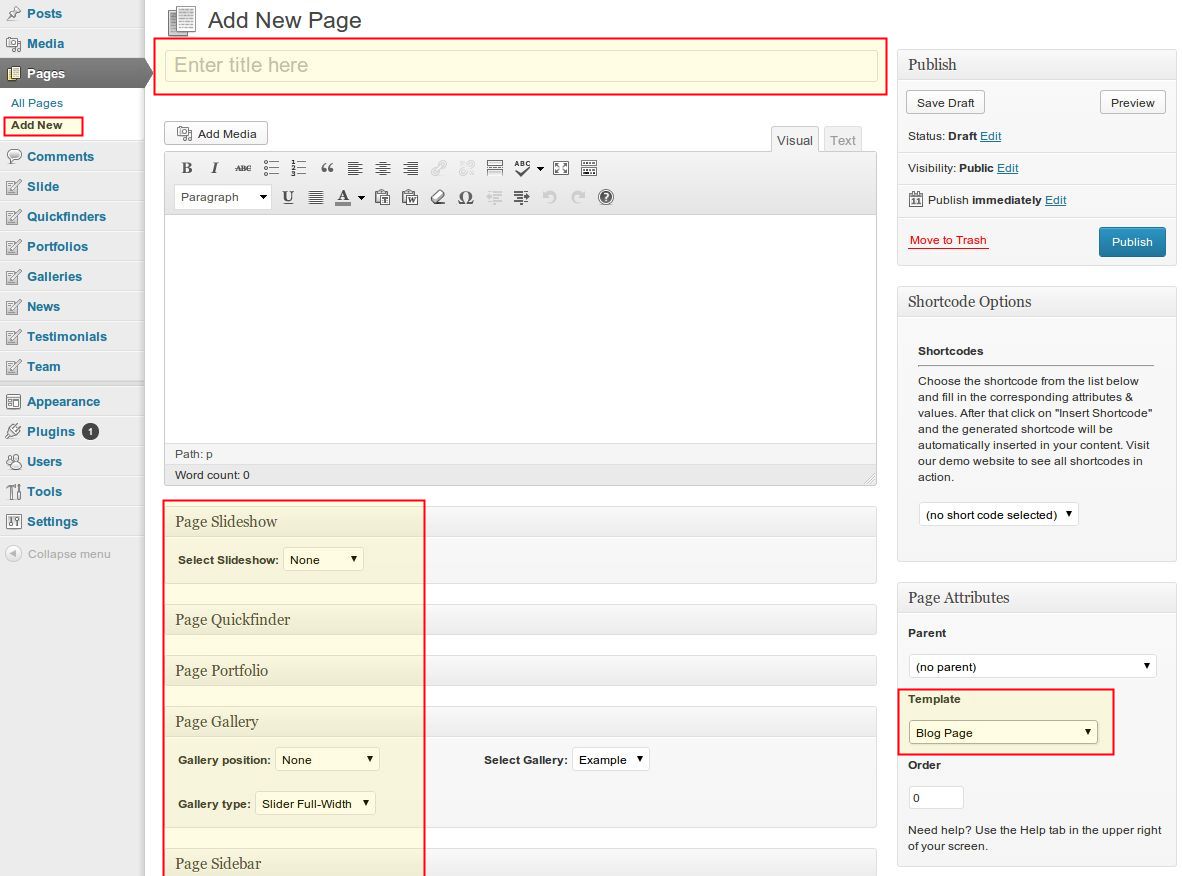 Posts
Media
Pages
All Pages
Add New
Comments
Slide
Quickfinders
Portfolios
Galleries
News
Testimonials
Team
Appearance
Plugins 1
Users
Tools
Settings
Collapse menu
Add New Page
Enter title here
Add Media
Visual Text
B I ABC ABC
Paragraph U A Ω
Path: p
Word count: 0
Page Slideshow
Select Slideshow: None
Page Quickfinder
Page Portfolio
Page Gallery
Gallery position: None Select Gallery: Example
Gallery type: Slider Full-Width
Page Sidebar
Publish
Save Draft Preview
Status: Draft Edit
Visibility: Public Edit
11 Publish immediately Edit
Move to Trash Publish
Shortcode Options
Shortcodes
Choose the shortcode from the list below
and fill in the corresponding attributes &
values. After that click on "Insert Shortcode"
and the generated shortcode will be
automatically inserted in your content. Visit
our demo website to see all shortcodes in
action.
(no short code selected)
Page Attributes
Parent
(no parent)
Template
Blog Page
Order
0
Need help? Use the Help tab in the upper right
of your screen.